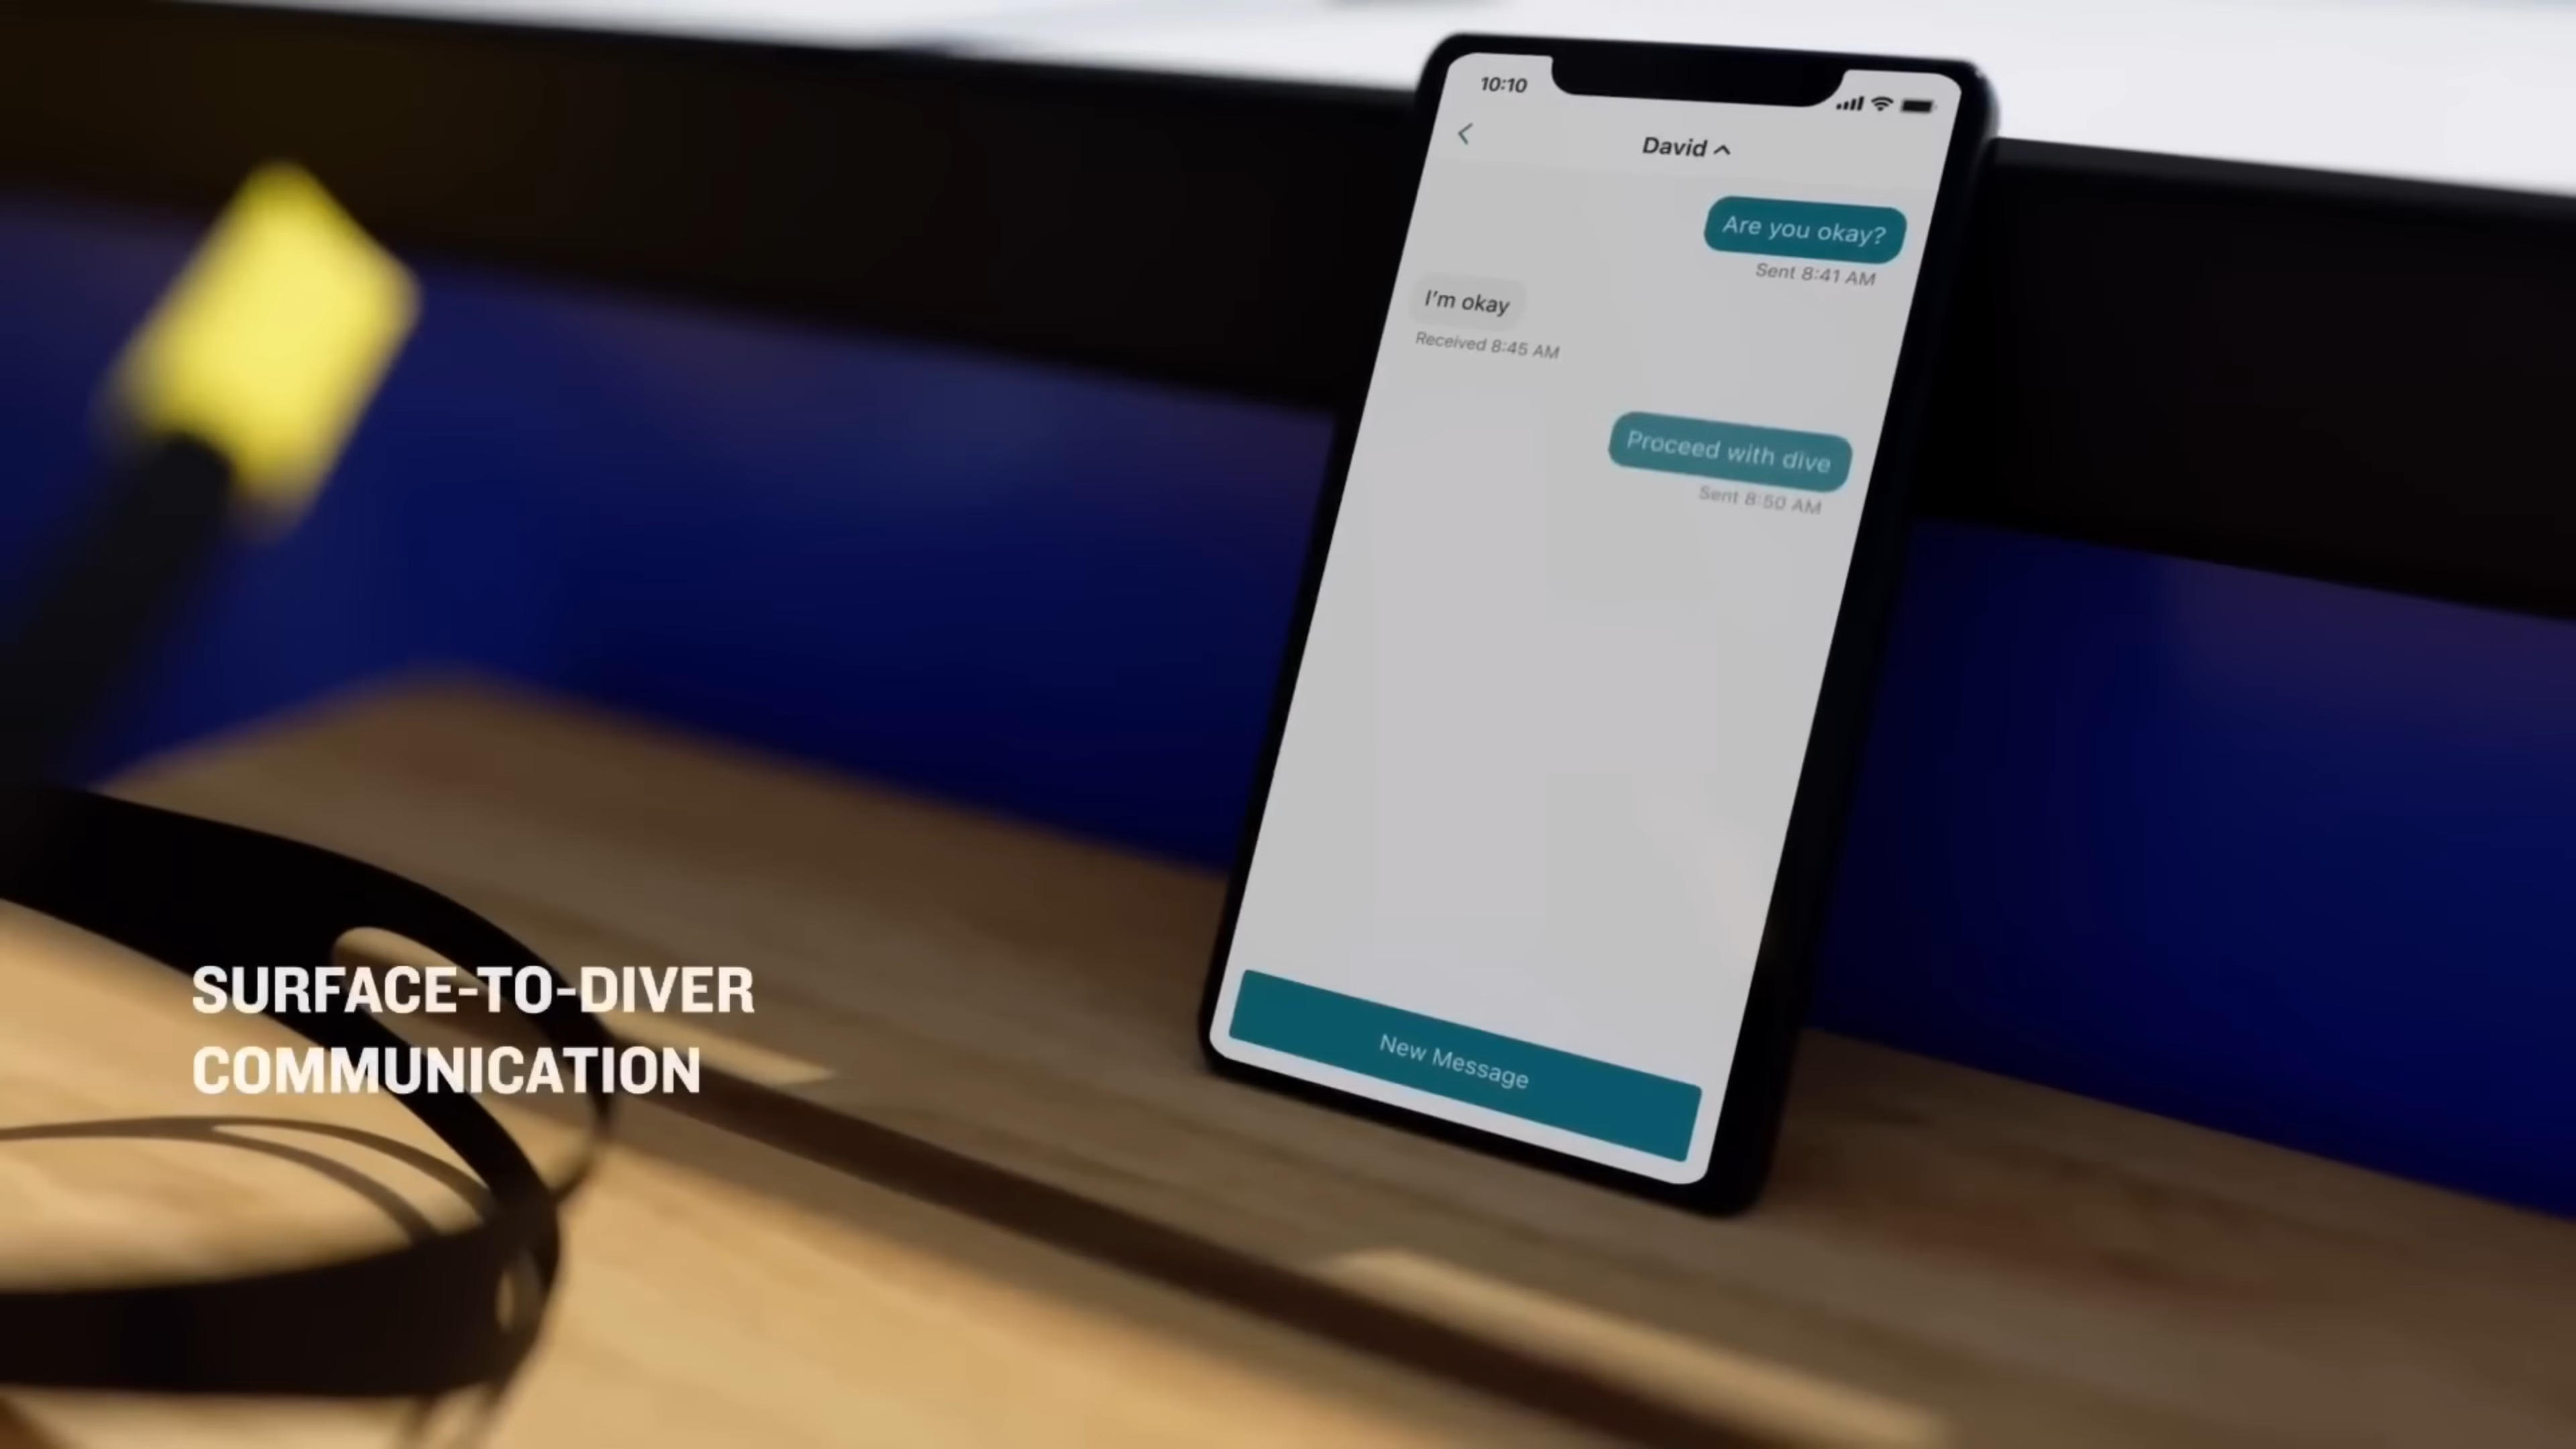 10:10
David
Are you okay?
Sent 8:41 AM
I'm okay
Received 8:45 AM
Proceed with dive
Sent 8:50 AM
New Message
SURFACE-TO-DIVER
COMMUNICATION